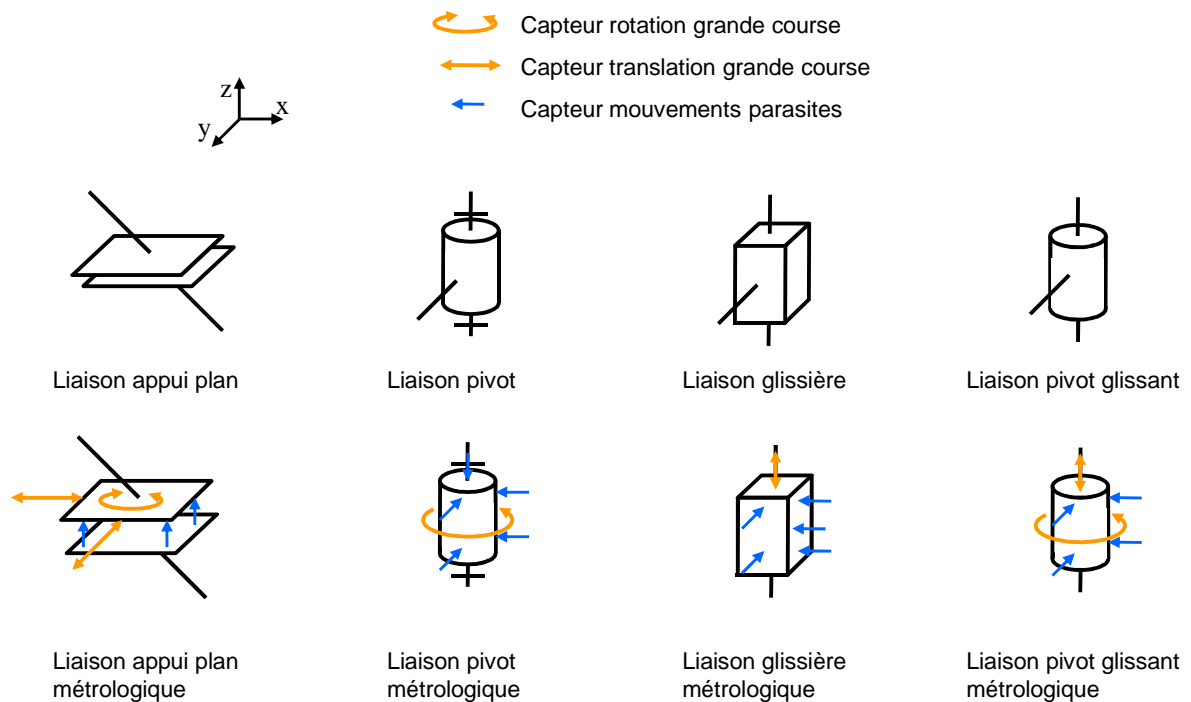 Capteur rotation grande course
Capteur translation grande course
Capteur mouvements parasites
z
x
y
Liaison appui plan
Liaison pivot
Liaison glissière
Liaison pivot glissant
Liaison appui plan
métrologique
Liaison pivot
métrologique
Liaison glissière
métrologique
Liaison pivot glissant
métrologique